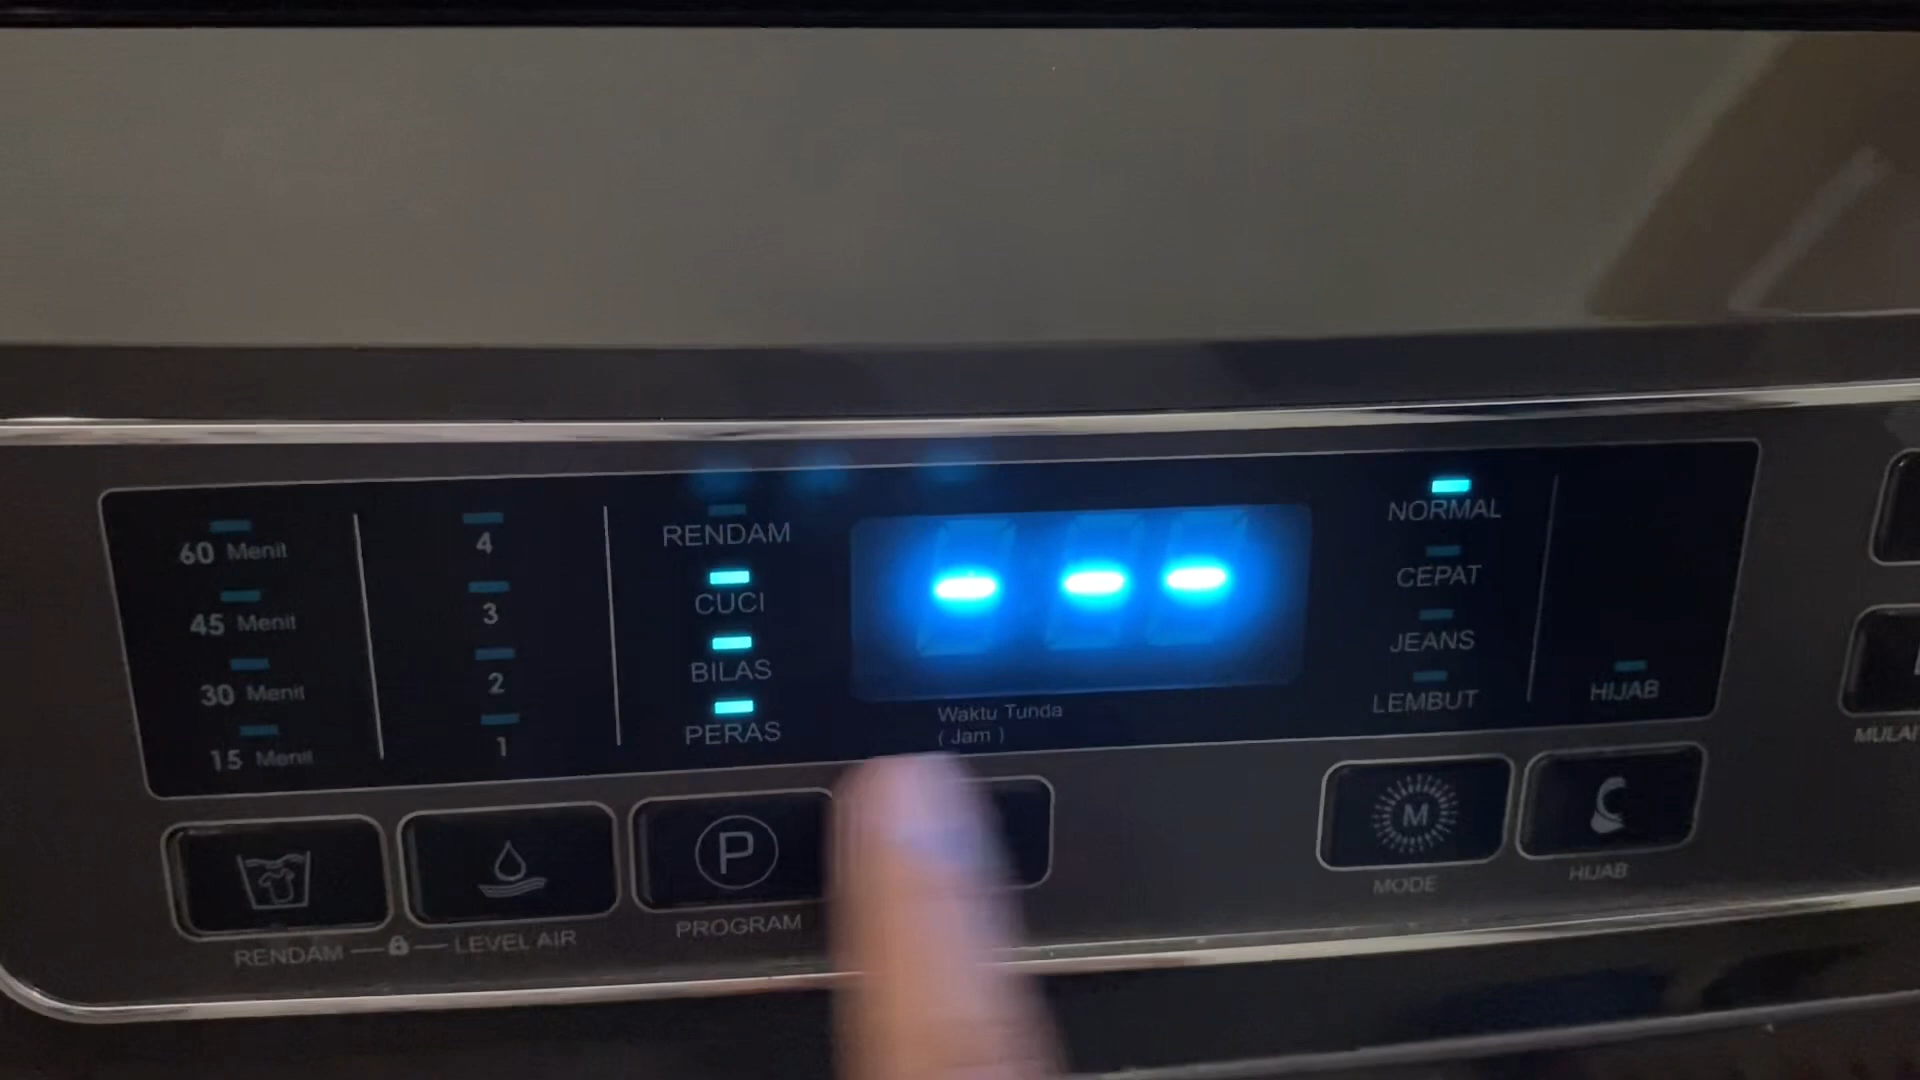 60 Menit
45 Menit
30 Menit
15 Menit
4
3
2
1
RENDAM
CUCI
BILAS
PERAS
- - -
Waktu Tunda
( Jam )
NORMAL
CEPAT
JEANS
LEMBUT
HIJAB
P
M
RENDAM
LEVEL AIR
PROGRAM
MODE
HIJAB
MULAI